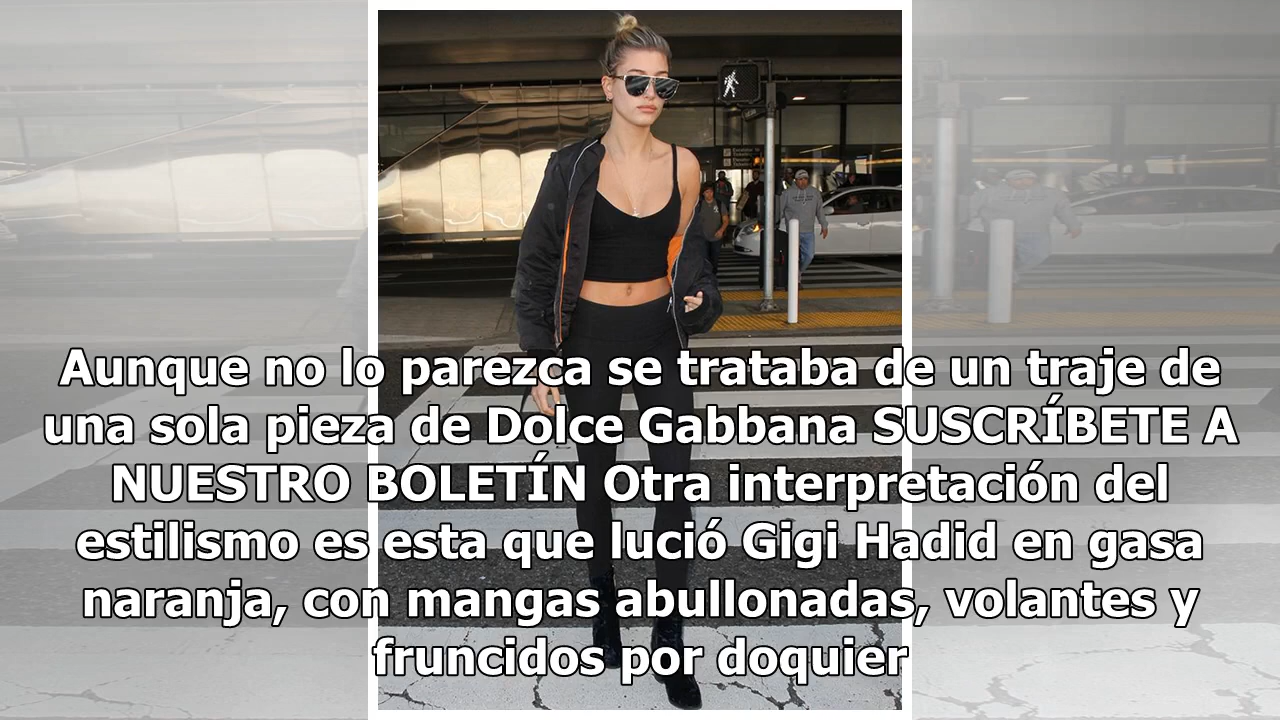 Aunque no lo parezca se trataba de un traje de
una sola pieza de Dolce Gabbana SUSCRÍBETE A
NUESTRO BOLETÍN Otra interpretación del
estilismo es esta que lució Gigi Hadid en gasa
naranja, con mangas abullonadas, volantes y
fruncidos por doquier